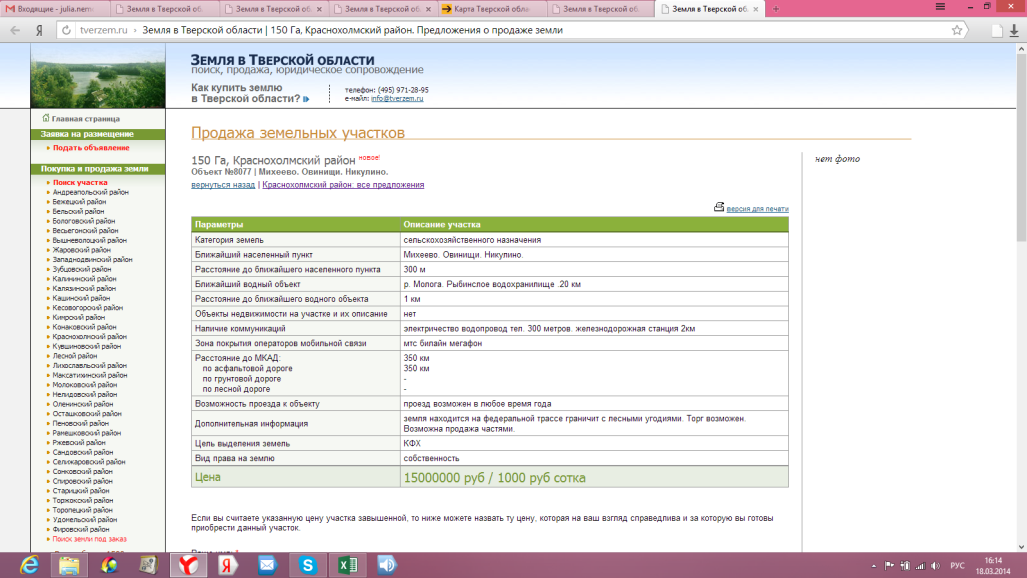 Входящие - julia.nem
Земля в Тверской об.
Земля в Тверской об.
Земля в Тверской об.
Карта Тверской обла
Земля в Тверской об.
Земля в Тверской об.
Я
tverzem.ru › Земля в Тверской области | 150 Га, Краснохолмский район. Предложения о продаже земли
Земля в Тверской области
поиск, продажа, юридическое сопровождение
Как купить землю
в Тверской области?
телефон: (495) 971-28-95
е-майл: info@tverzem.ru
Главная страница
Заявка на размещение
Подать объявление
Покупка и продажа земли
Поиск участка
Андреапольский район
Бежецкий район
Бельский район
Бологовский район
Весьегонский район
Вышневолоцкий район
Жарковский район
Западнодвинский район
Зубцовский район
Калининский район
Калязинский район
Кашинский район
Кесовогорский район
Кимрский район
Конаковский район
Краснохолмский район
Кувшиновский район
Лесной район
Лихославльский район
Максатихинский район
Молоковский район
Нелидовский район
Оленинский район
Осташковский район
Пеновский район
Рамешковский район
Ржевский район
Сандовский район
Селижаровский район
Сонковский район
Спировский район
Старицкий район
Торжокский район
Торопецкий район
Удомельский район
Фировский район
Поиск земли под заказ
Продажа земельных участков
150 Га, Краснохолмский район новое!
Объект №8077 | Михеево. Овинищи. Никулино.
вернуться назад | Краснохолмский район: все предложения
нет фото
версия для печати
Параметры Описание участка
Категория земель сельскохозяйственного назначения
Ближайший населенный пункт Михеево. Овинищи. Никулино.
Расстояние до ближайшего населенного пункта 300 м
Ближайший водный объект р. Молога. Рыбинслое водохранилище .20 км
Расстояние до ближайшего водного объекта 1 км
Объекты недвижимости на участке и их описание нет
Наличие коммуникаций электричество водопровод тел. 300 метров. железнодорожная станция 2км
Зона покрытия операторов мобильной связи мтс билайн мегафон
Расстояние до МКАД: 350 км
по асфальтовой дороге 350 км
по грунтовой дороге -
по лесной дороге -
Возможность проезда к объекту проезд возможен в любое время года
Дополнительная информация земля находится на федеральной трассе граничит с лесными угодиями. Торг возможен.
Возможна продажа частями.
Цель выделения земель КФХ
Вид права на землю собственность
Цена 15000000 руб / 1000 руб сотка
Если вы считаете указанную цену участка завышенной, то ниже можете назвать ту цену, которая на ваш взгляд справедлива и за которую вы готовы
приобрести данный участок.
РУС
16:14
18.03.2014